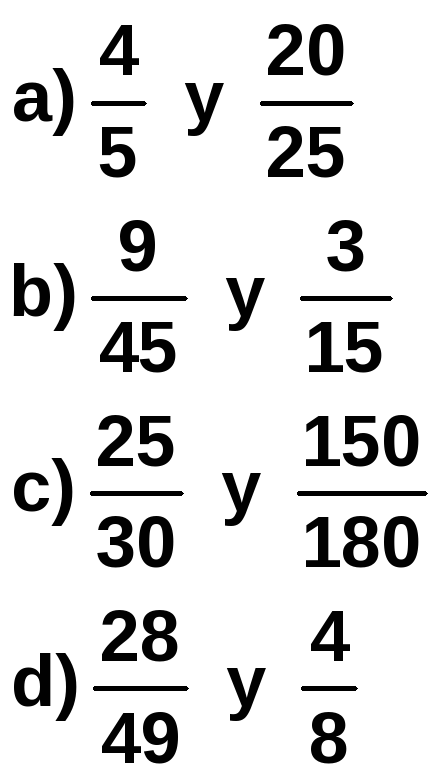 a) 4/5 y 20/25
b) 9/45 y 3/15
c) 25/30 y 150/180
d) 28/49 y 4/8